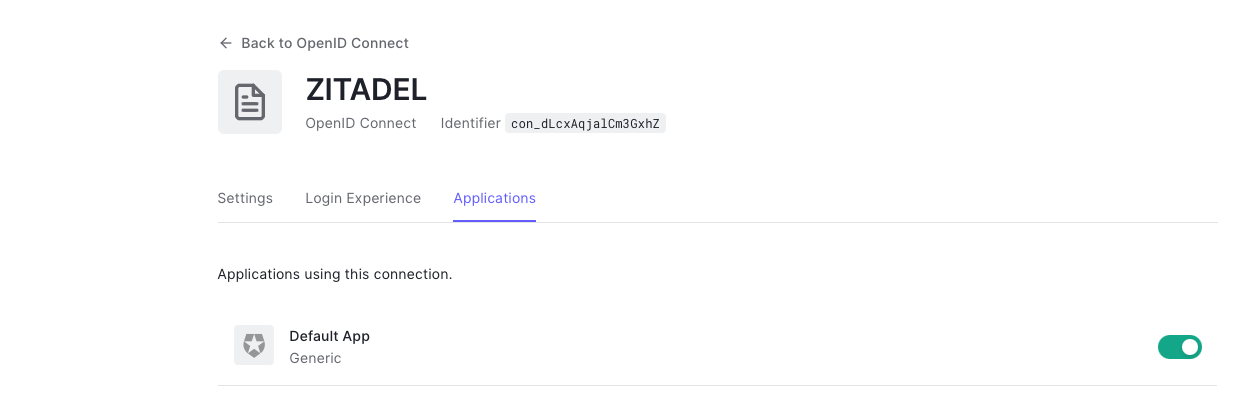 Back to OpenID Connect
ZITADEL
OpenID Connect Identifier con_dLcxAqjalCm3GxhZ
Settings Login Experience Applications
Applications using this connection.
Default App
Generic